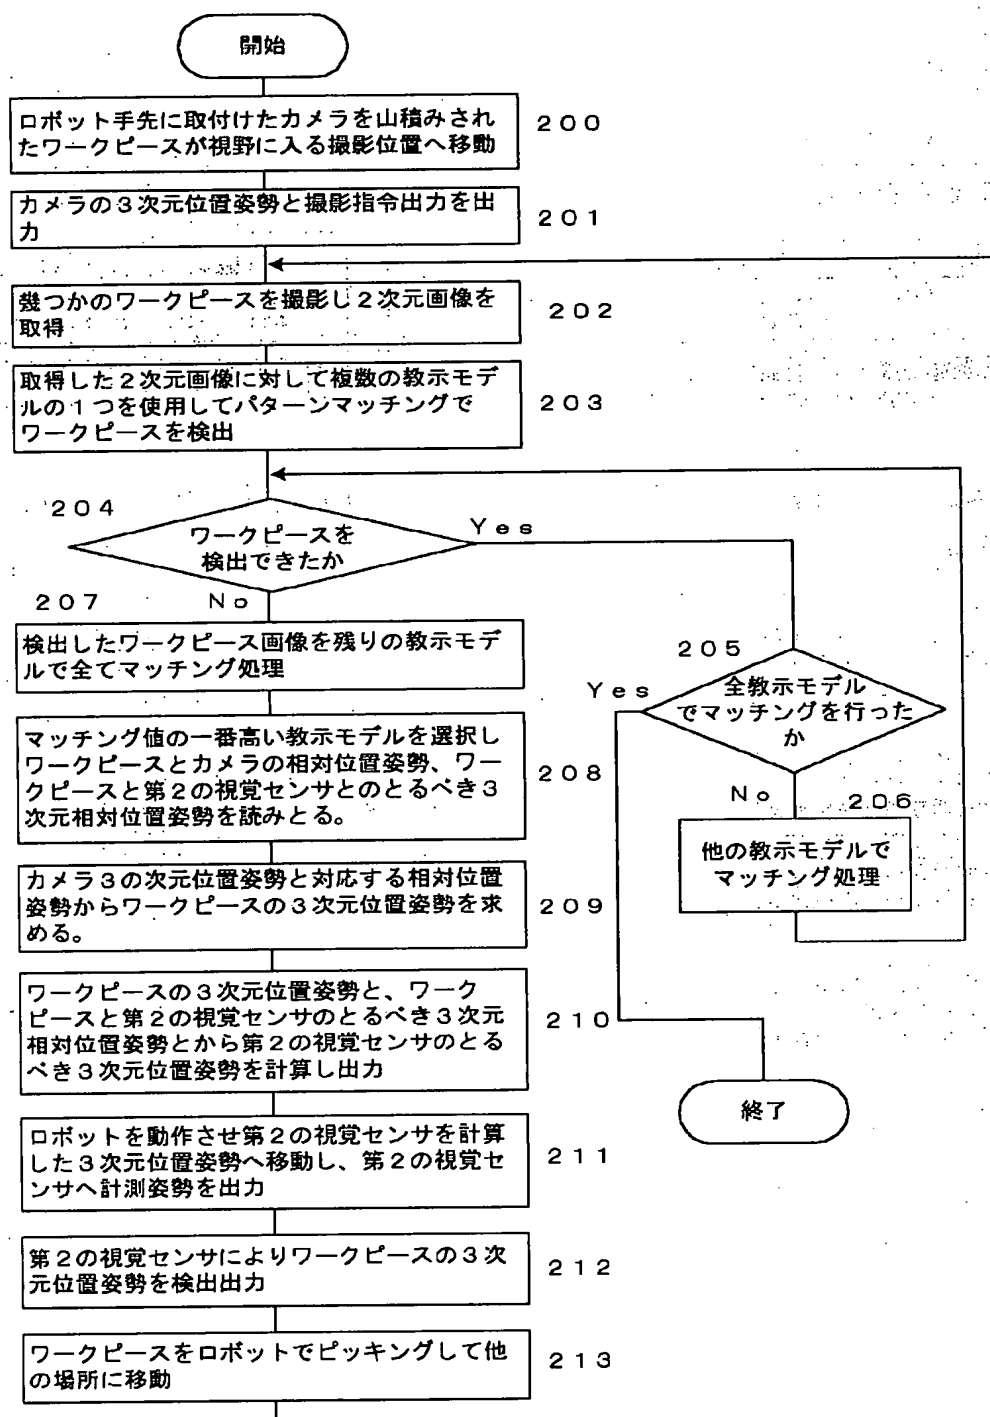 開始
ロボット手先に取付けたカメラを山積みされ
たワークピースが視野に入る撮影位置へ移動
200
カメラの3次元位置姿勢と撮影指令出力を出
力
201
幾つかのワークピースを撮影し2次元画像を
取得
202
取得した2次元画像に対して複数の教示モデ
ルの1つを使用してパターンマッチングで
ワークピースを検出
203
204
ワークピースを
検出できたか
Yes
No
207
検出したワークピース画像を残りの教示モデ
ルで全てマッチング処理
205
全教示モデル
でマッチングを行った
か
Yes
No
206
他の教示モデルで
マッチング処理
マッチング値の一番高い教示モデルを選択し
ワークピースとカメラの相対位置姿勢、ワー
クピースと第2の視覚センサとのとるべき3
次元相対位置姿勢を読みとる。
208
カメラ3の次元位置姿勢と対応する相対位置
姿勢からワークピースの3次元位置姿勢を求
める。
209
ワークピースの3次元位置姿勢と、ワーク
ピースと第2の視覚センサのとるべき3次元
相対位置姿勢とから第2の視覚センサのとる
べき3次元位置姿勢を計算し出力
210
終了
ロボットを動作させ第2の視覚センサを計算
した3次元位置姿勢へ移動し、第2の視覚セ
ンサへ計測姿勢を出力
211
第2の視覚センサによりワークピースの3次
元位置姿勢を検出出力
212
ワークピースをロボットでピッキングして他
の場所に移動
213